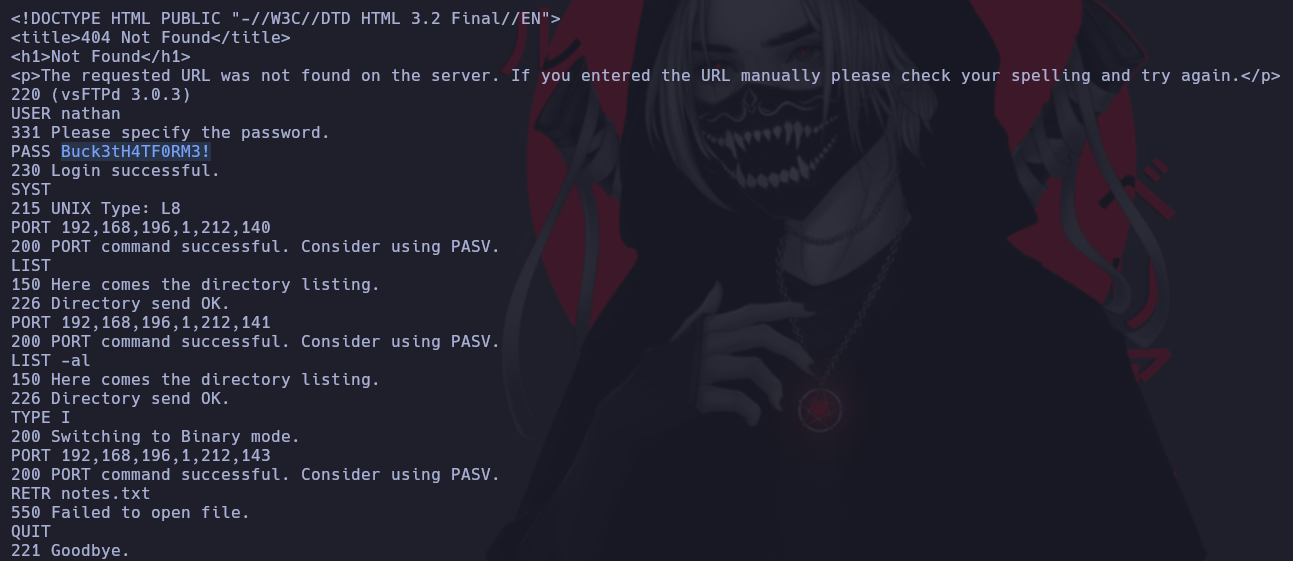 <!DOCTYPE HTML PUBLIC "-//W3C//DTD HTML 3.2 Final//EN">
<title>404 Not Found</title>
<h1>Not Found</h1>
<p>The requested URL was not found on the server. If you entered the URL manually please check your spelling and try again.</p>
220 (vsFTPd 3.0.3)
USER nathan
331 Please specify the password.
PASS Buck3tH4TF0RM3!
230 Login successful.
SYST
215 UNIX Type: L8
PORT 192,168,196,1,212,140
200 PORT command successful. Consider using PASV.
LIST
150 Here comes the directory listing.
226 Directory send OK.
PORT 192,168,196,1,212,141
200 PORT command successful. Consider using PASV.
LIST -al
150 Here comes the directory listing.
226 Directory send OK.
TYPE I
200 Switching to Binary mode.
PORT 192,168,196,1,212,143
200 PORT command successful. Consider using PASV.
RETR notes.txt
550 Failed to open file.
QUIT
221 Goodbye.